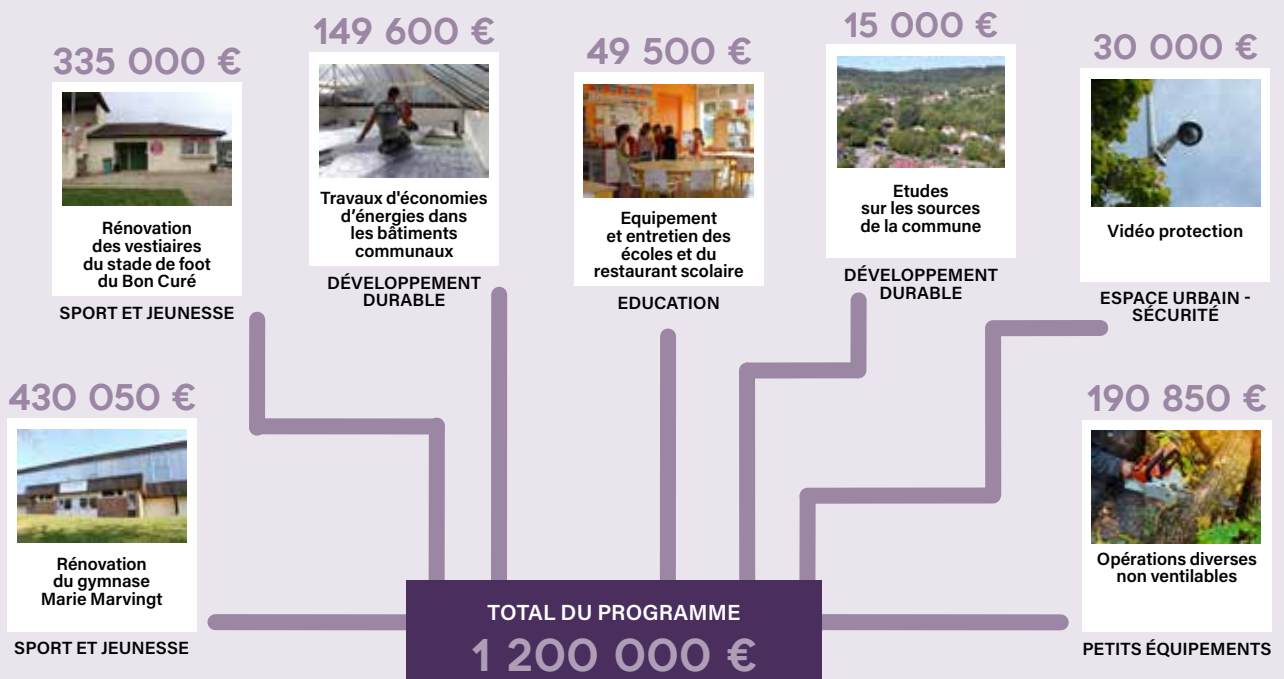 335 000 €
Rénovation
des vestiaires
du stade de foot
du Bon Curé
SPORT ET JEUNESSE
149 600 €
Travaux d'économies
d'énergies dans
les bâtiments
communaux
DÉVELOPPEMENT
DURABLE
49 500 €
Equipement
et entretien des
écoles et du
restaurant scolaire
EDUCATION
15 000 €
Etudes
sur les sources
de la commune
DÉVELOPPEMENT
DURABLE
30 000 €
Vidéo protection
ESPACE URBAIN -
SÉCURITÉ
430 050 €
Rénovation
du gymnase
Marie Marvingt
SPORT ET JEUNESSE
190 850 €
Opérations diverses
non ventilables
PETITS ÉQUIPEMENTS
TOTAL DU PROGRAMME
1 200 000 €